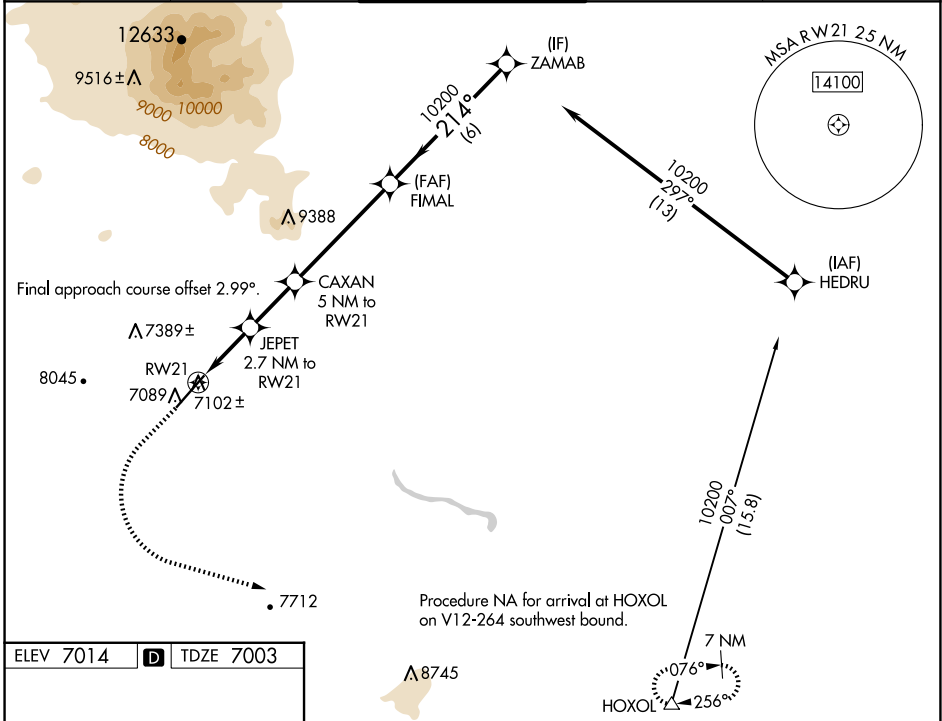 12633
9516±
9000
10000
8000
(IF)
ZAMAB
MSA RW21 25 NM
14100
10200
214°
(6)
(FAF)
FIMAL
9388
10200
297°
(13)
(IAF)
HEDRU
Final approach course offset 2.99°.
CAXAN
5 NM to
RW21
7389±
JEPET
2.7 NM to
RW21
RW21
8045
7089
7102±
10200
007°
(15.8)
7712
Procedure NA for arrival at HOXOL
on V12-264 southwest bound.
ELEV 7014 D TDZE 7003
8745
7 NM
076°
256°
HOXOL